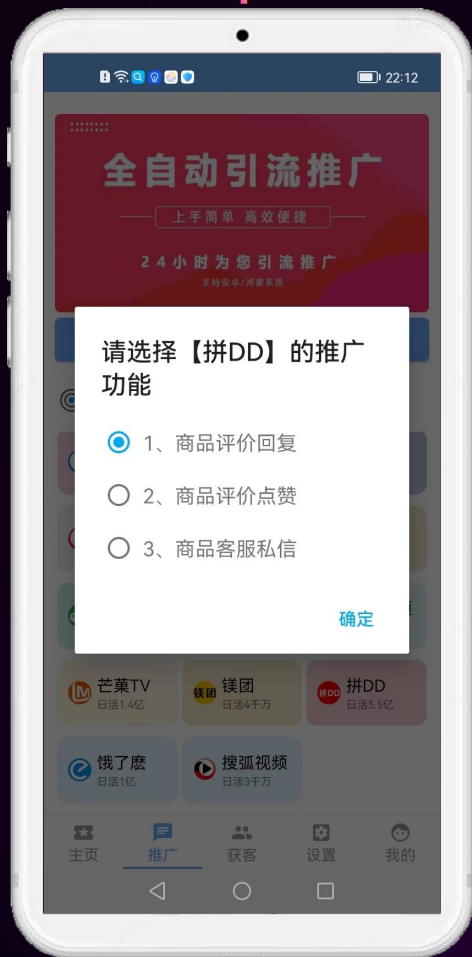 22:12
全自动引流推广
上手简单 高效便捷
24小时为您引流推广
支持安卓/鸿蒙系统
请选择【拼DD】的推广
功能
1、商品评价回复
2、商品评价点赞
3、商品客服私信
确定
芒菓TV
日活1.4亿
镁团
镁团
日活4千万
拼DD
拼DD
日活5.5亿
饿了麽
日活1亿
搜狐视频
日活3千万
主页
推广
获客
设置
我的